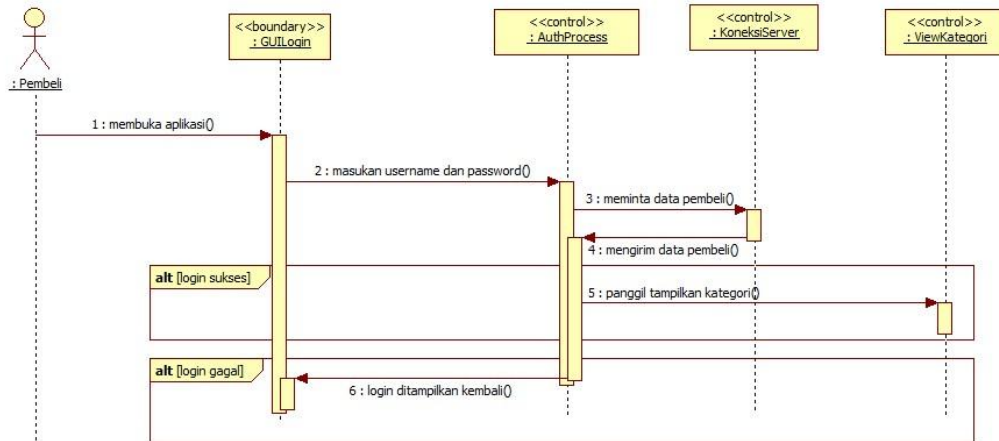 : Pembeli
<<boundary>>
: GUILogin
<<control>>
: AuthProcess
<<control>>
: KoneksiServer
<<control>>
: ViewKategori
1 : membuka aplikasi()
2 : masukan username dan password()
3 : meminta data pembeli()
4 : mengirim data pembeli()
alt [login sukses]
5 : panggil tampilkan kategori()
alt [login gagal]
6 : login ditampilkan kembali()